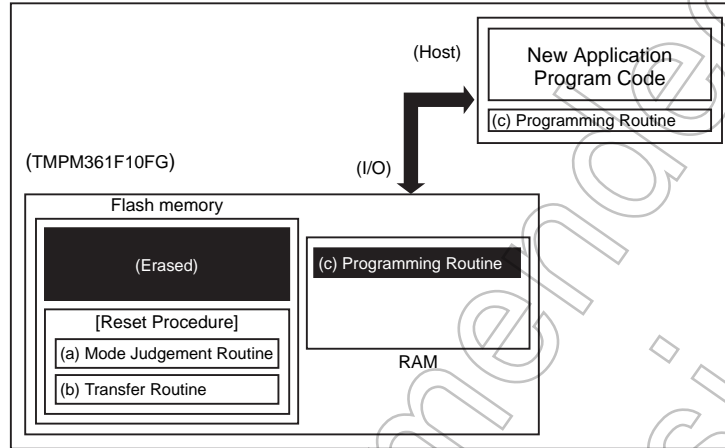 (Host)
New Application
Program Code
(c) Programming Routine
(TMPM361F10FG)
(I/O)
Flash memory
(Erased)
(c) Programming Routine
[Reset Procedure]
(a) Mode Judgement Routine
(b) Transfer Routine
RAM